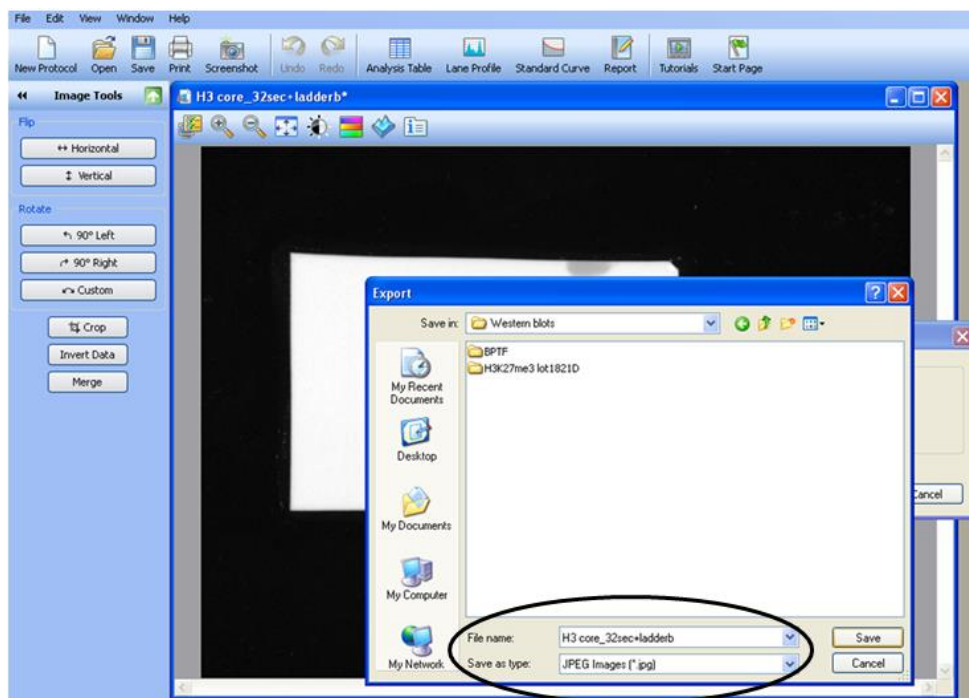 File Edit View Window Help
New Protocol Open Save Print Screenshot Undo Redo Analysis Table Lane Profile Standard Curve Report Tutorials Start Page
Image Tools
H3 core_32sec+ladderb*
Flip
Horizontal
Vertical
Rotate
90° Left
90° Right
Custom
Crop
Invert Data
Merge
Export
Save in: Western blots
BPTF
H3K27me3 lot1821D
My Recent
Documents
Desktop
My Documents
My Computer
My Network
File name: H3 core_32sec+ladderb Save
Save as type: JPEG Images (*.jpg) Cancel
Cancel